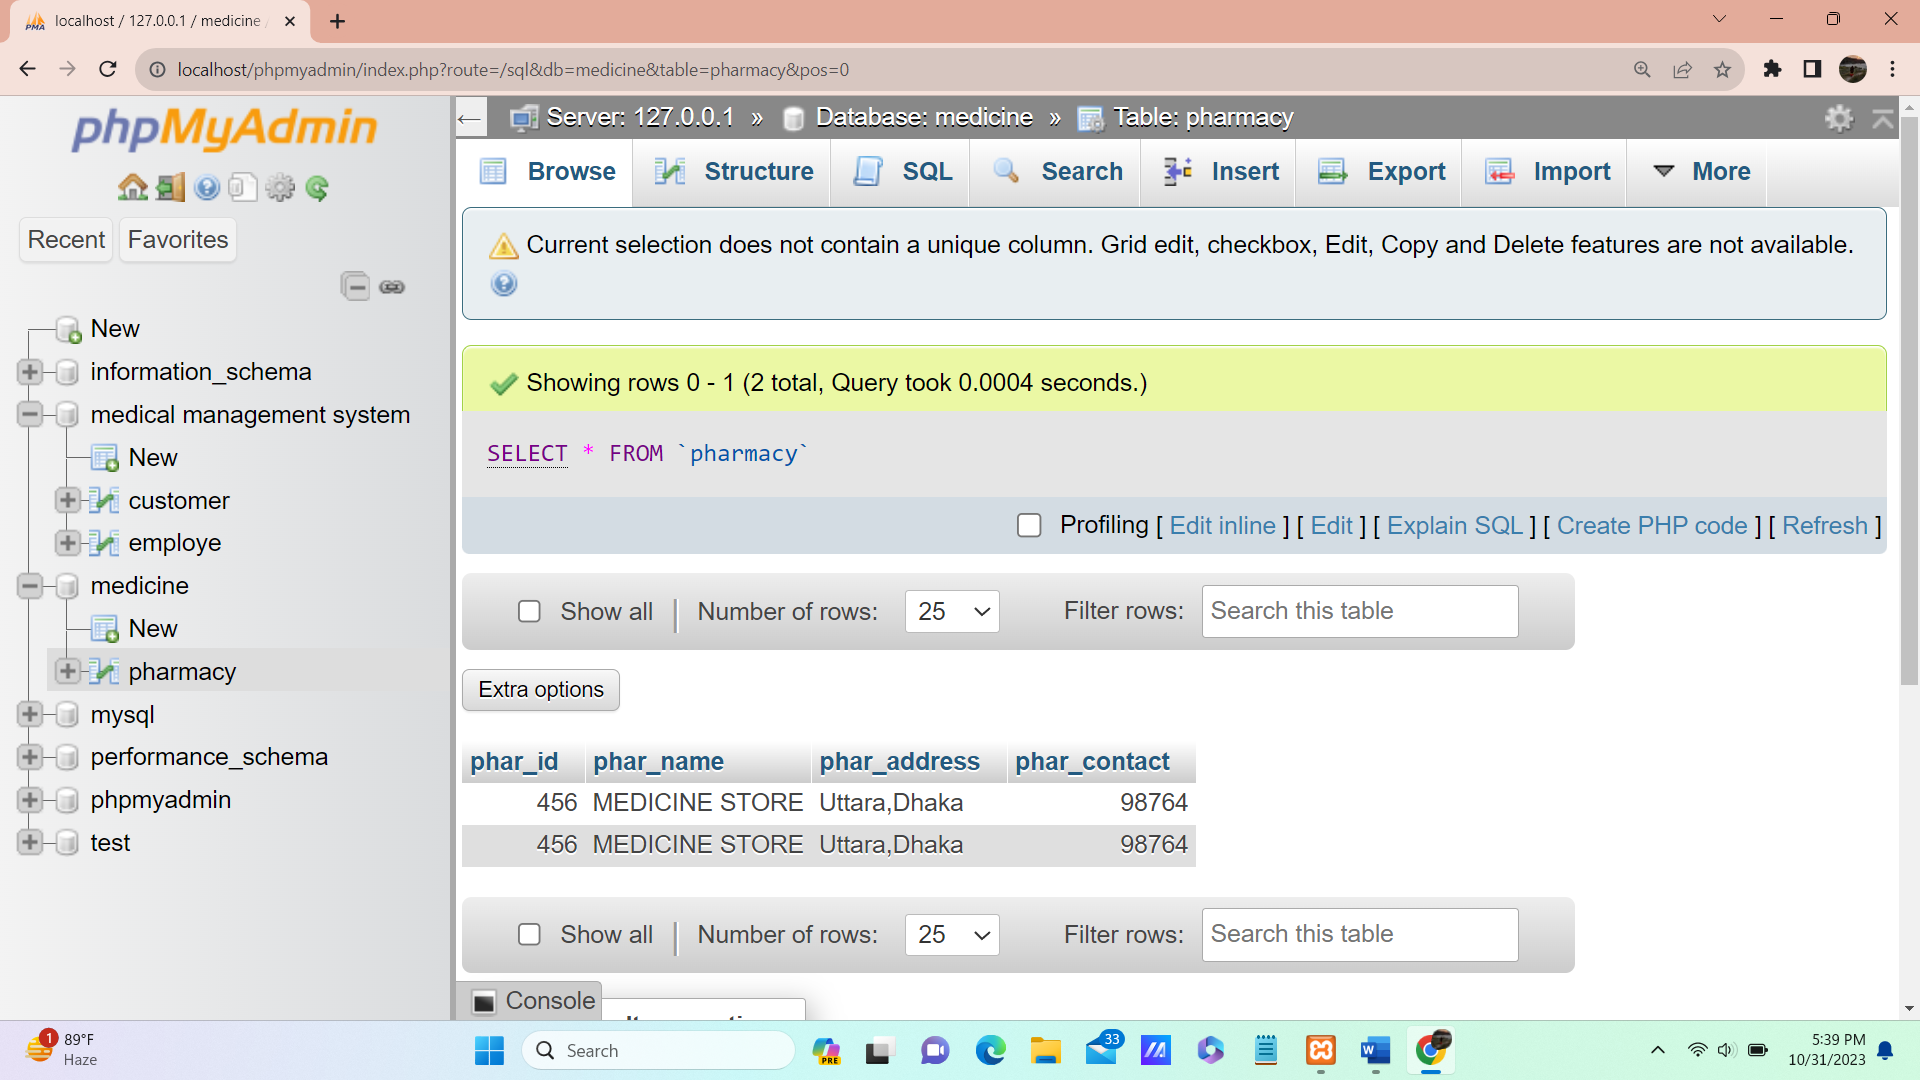 localhost / 127.0.0.1 / medicine /
localhost/phpmyadmin/index.php?route=/sql&db=medicine&table=pharmacy&pos=0
phpMyAdmin
Recent
Favorites
New
information_schema
medical management system
New
customer
employe
medicine
New
pharmacy
mysql
performance_schema
phpmyadmin
test
Server: 127.0.0.1 » Database: medicine » Table: pharmacy
Browse Structure SQL Search Insert Export Import More
Current selection does not contain a unique column. Grid edit, checkbox, Edit, Copy and Delete features are not available.
Showing rows 0 - 1 (2 total, Query took 0.0004 seconds.)
SELECT * FROM `pharmacy`
Profiling [ Edit inline ] [ Edit ] [ Explain SQL ] [ Create PHP code ] [ Refresh ]
Show all | Number of rows: 25 Filter rows: Search this table
Extra options
phar_id phar_name phar_address phar_contact
456 MEDICINE STORE Uttara,Dhaka 98764
456 MEDICINE STORE Uttara,Dhaka 98764
Show all | Number of rows: 25 Filter rows: Search this table
Console
1 89°F
Haze
Search
PRE
33
5:39 PM
10/31/2023